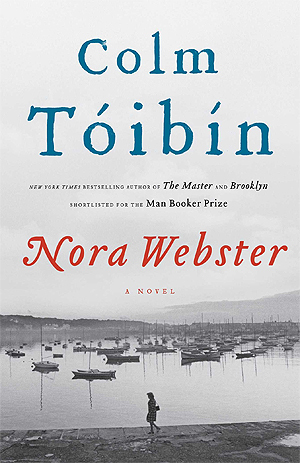 Colm
Tóibín
NEW YORK TIMES BESTSELLING AUTHOR OF The Master AND Brooklyn
SHORTLISTED FOR THE Man Booker Prize
Nora Webster
A NOVEL